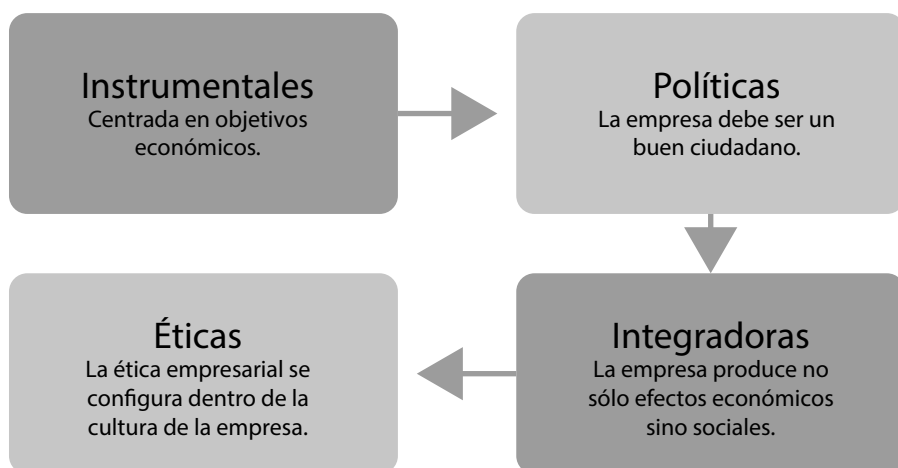 Instrumentales
Centrada en objetivos
económicos.
Políticas
La empresa debe ser un
buen ciudadano.
Integradoras
La empresa produce no
sólo efectos económicos
sino sociales.
Éticas
La ética empresarial se
configura dentro de la
cultura de la empresa.